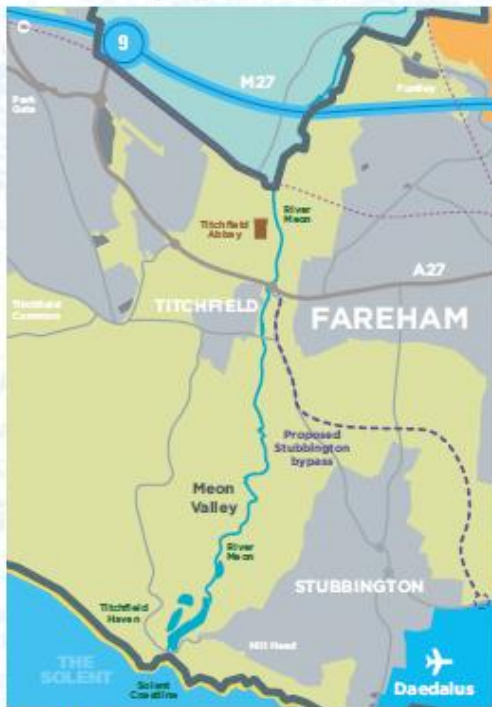 9
M27
Park
Gate
Funtley
Titchfield
Abbey
River
Meon
A27
TITCHFIELD
Titchfield
Common
FAREHAM
Proposed
Stubbington
bypass
Meon
Valley
River
Meon
STUBBINGTON
Titchfield
Haven
Hill Head
THE
SOLENT
Solent
Coastline
Daedalus